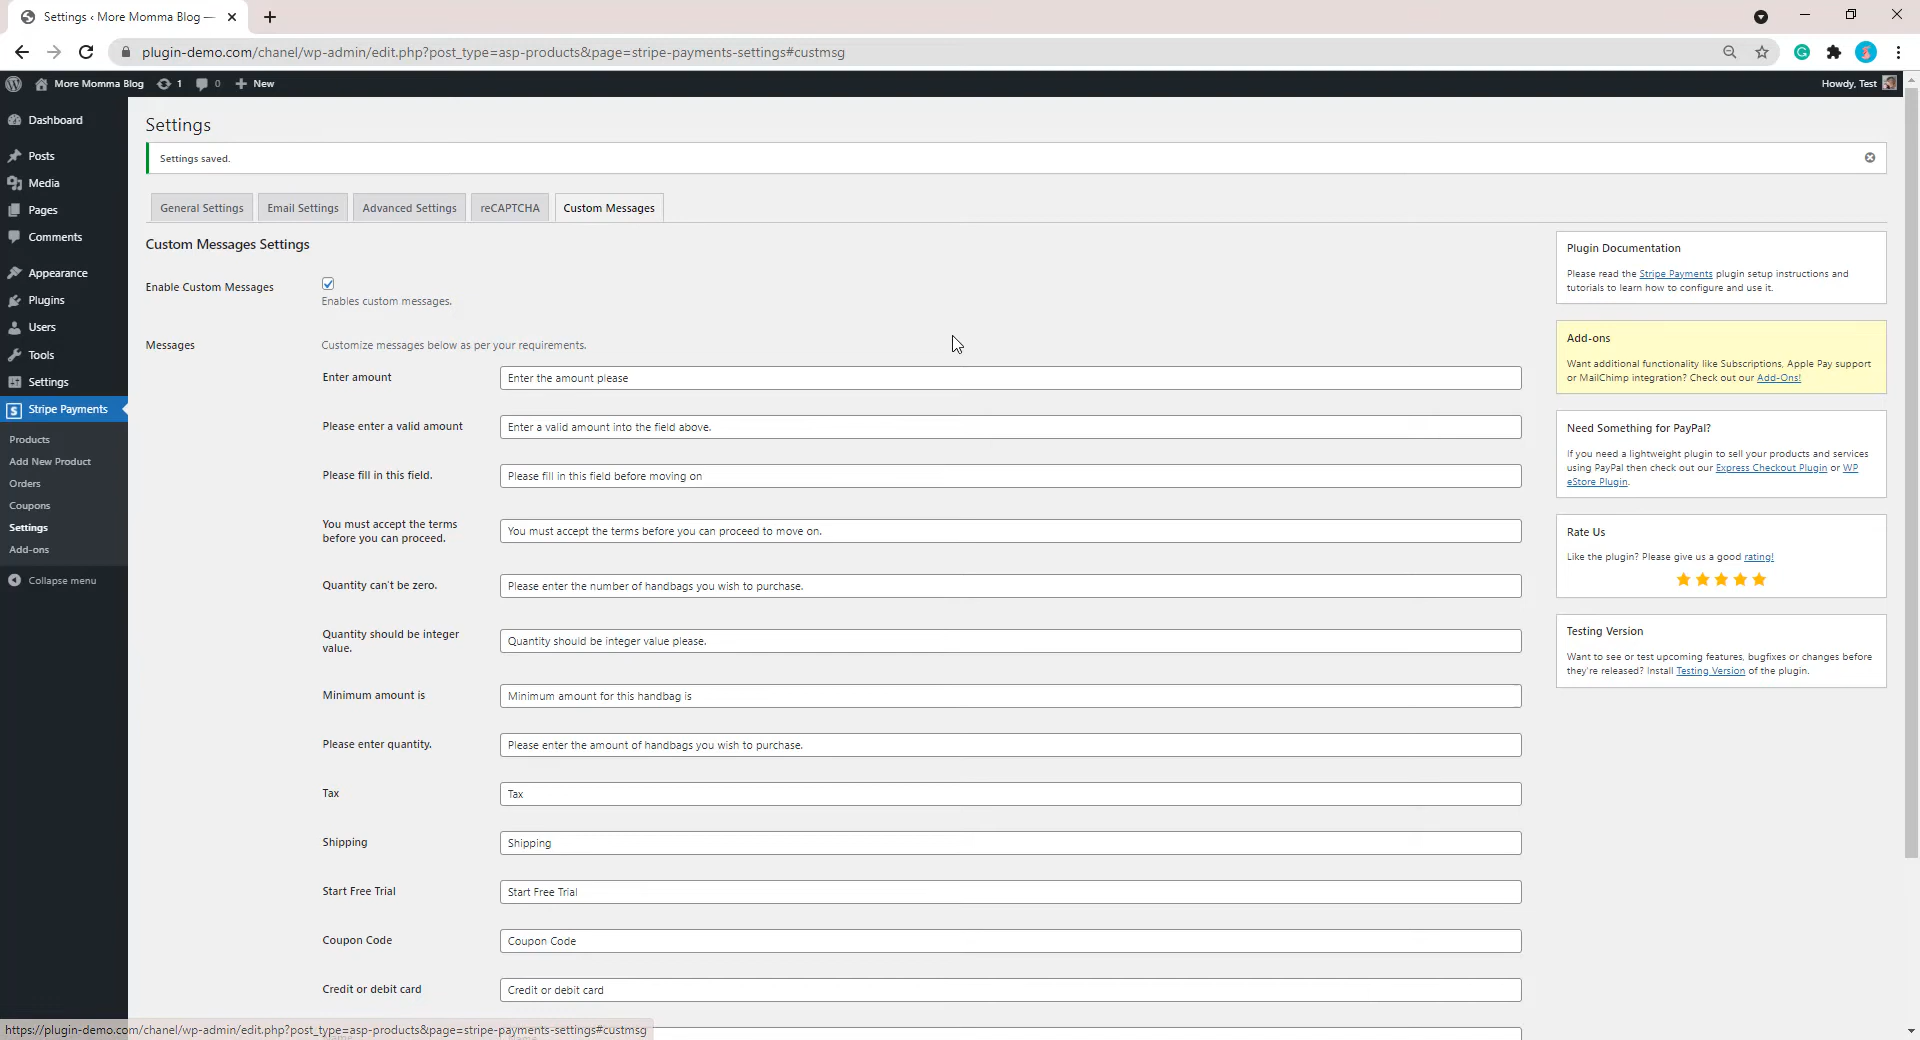 Settings ‹ More Momma Blog —
plugin-demo.com/chanel/wp-admin/edit.php?post_type=asp-products&page=stripe-payments-settings#custmsg
More Momma Blog 1 0 New
Howdy, Test
Dashboard
Posts
Media
Pages
Comments
Appearance
Plugins
Users
Tools
Settings
Stripe Payments
Products
Add New Product
Orders
Coupons
Settings
Add-ons
Collapse menu
Settings
Settings saved.
General Settings Email Settings Advanced Settings reCAPTCHA Custom Messages
Custom Messages Settings
Enable Custom Messages
Enables custom messages.
Messages Customize messages below as per your requirements.
Enter amount Enter the amount please
Please enter a valid amount Enter a valid amount into the field above.
Please fill in this field. Please fill in this field before moving on
You must accept the terms
before you can proceed.
You must accept the terms before you can proceed to move on.
Quantity can't be zero. Please enter the number of handbags you wish to purchase.
Quantity should be integer
value.
Quantity should be integer value please.
Minimum amount is Minimum amount for this handbag is
Please enter quantity. Please enter the amount of handbags you wish to purchase.
Tax Tax
Shipping Shipping
Start Free Trial Start Free Trial
Coupon Code Coupon Code
Credit or debit card Credit or debit card
Plugin Documentation
Please read the Stripe Payments plugin setup instructions and
tutorials to learn how to configure and use it.
Add-ons
Want additional functionality like Subscriptions, Apple Pay support
or MailChimp integration? Check out our Add-Ons!
Need Something for PayPal?
If you need a lightweight plugin to sell your products and services
using PayPal then check out our Express Checkout Plugin or WP
eStore Plugin.
Rate Us
Like the plugin? Please give us a good rating!
Testing Version
Want to see or test upcoming features, bugfixes or changes before
they're released? Install Testing Version of the plugin.
https://plugin-demo.com/chanel/wp-admin/edit.php?post_type=asp-products&page=stripe-payments-settings#custmsg